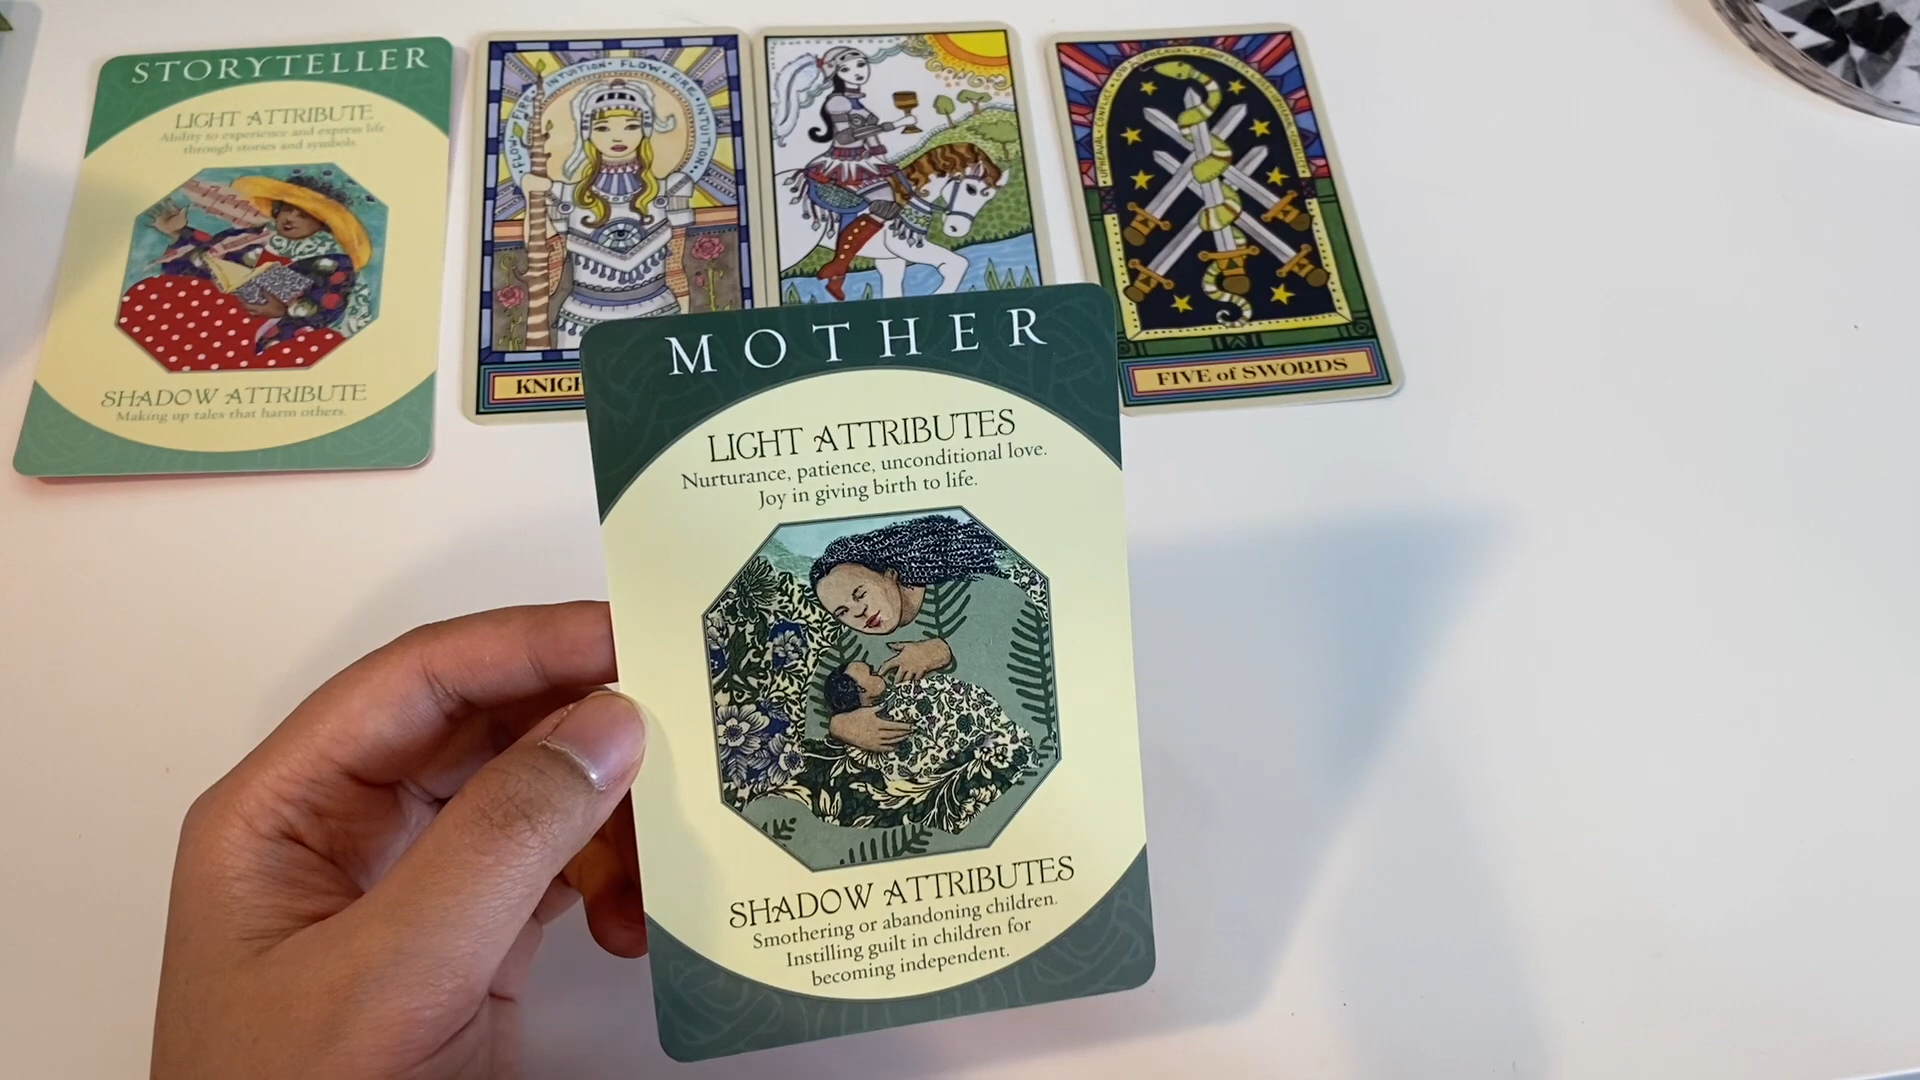 STORYTELLER
LIGHT ATTRIBUTE
Ability to experience and express life
through stories and symbols.
SHADOW ATTRIBUTE
Making up tales that harm others.
FIRE • INTUITION • FLOW • FIRE • INTUITION •
FLOW
KNIGH
FIVE of SWORDS
MOTHER
LIGHT ATTRIBUTES
Nurturance, patience, unconditional love.
Joy in giving birth to life.
SHADOW ATTRIBUTES
Smothering or abandoning children.
Instilling guilt in children for
becoming independent.